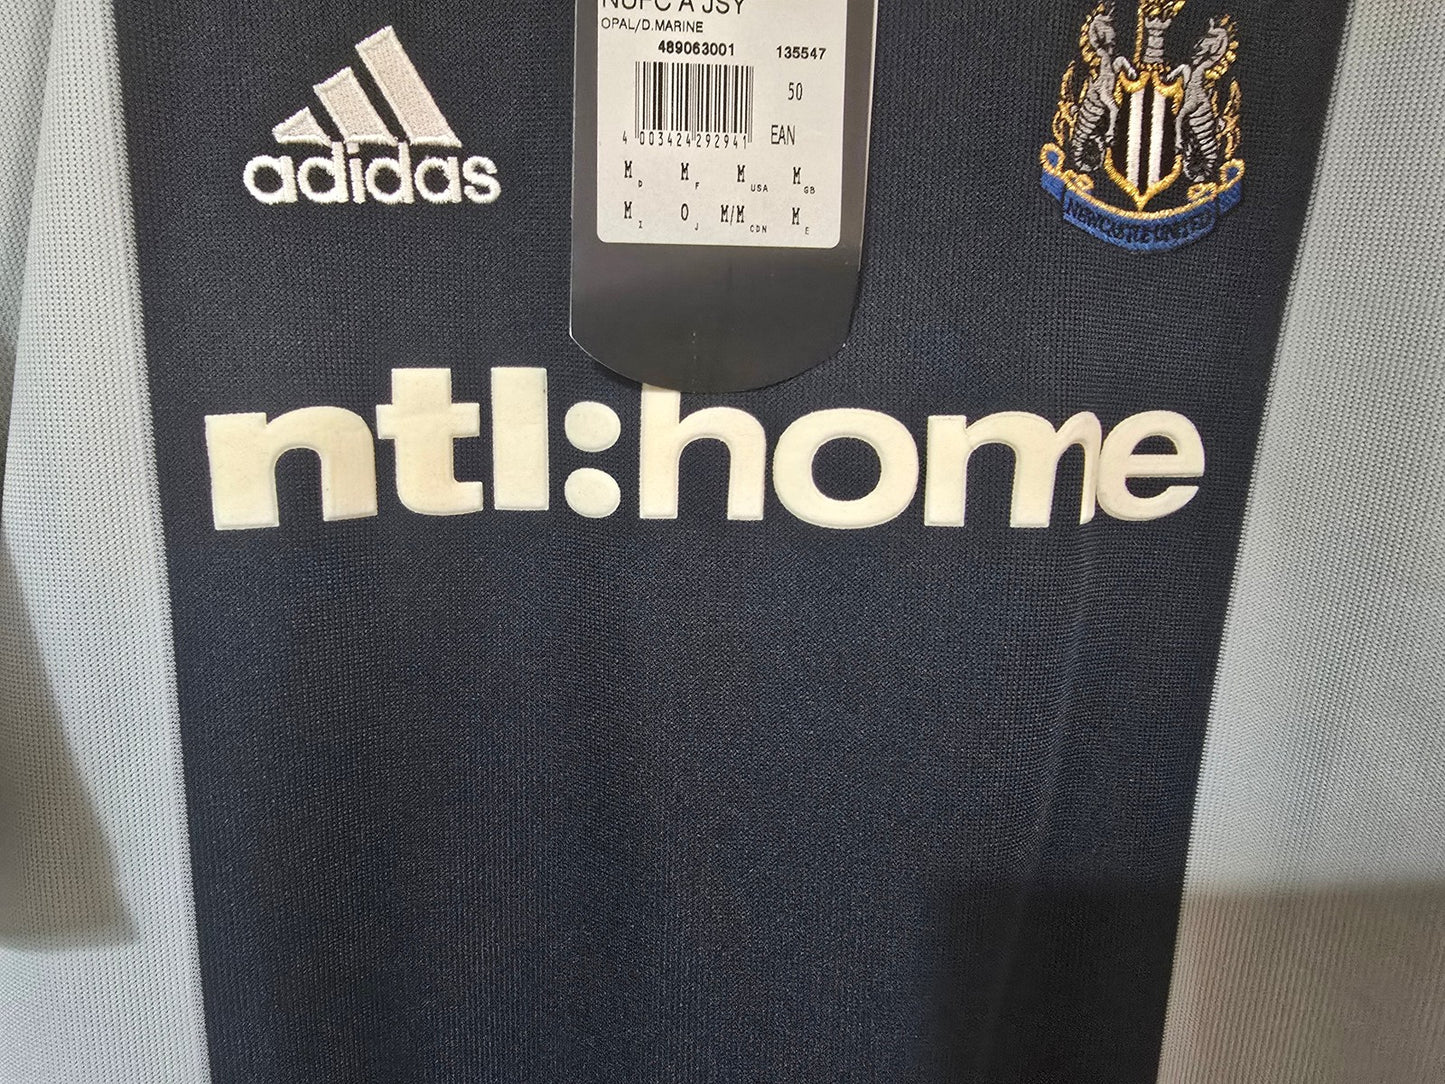 NUFC A JSY
OPAL/D.MARINE
489063001 135547
50
4 003424 292941 EAN
M D M F M USA M GB
M I O J M/M CDN M E
adidas
NEWCASTLE UNITED
ntl:home